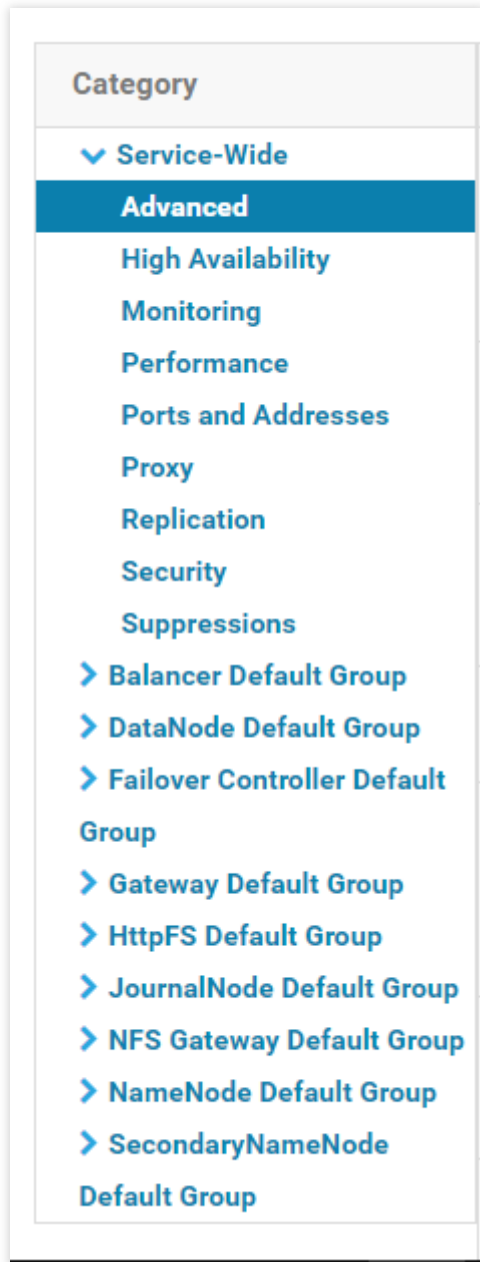 Category
Service-Wide
Advanced
High Availability
Monitoring
Performance
Ports and Addresses
Proxy
Replication
Security
Suppressions
Balancer Default Group
DataNode Default Group
Failover Controller Default
Group
Gateway Default Group
HttpFS Default Group
JournalNode Default Group
NFS Gateway Default Group
NameNode Default Group
SecondaryNameNode
Default Group